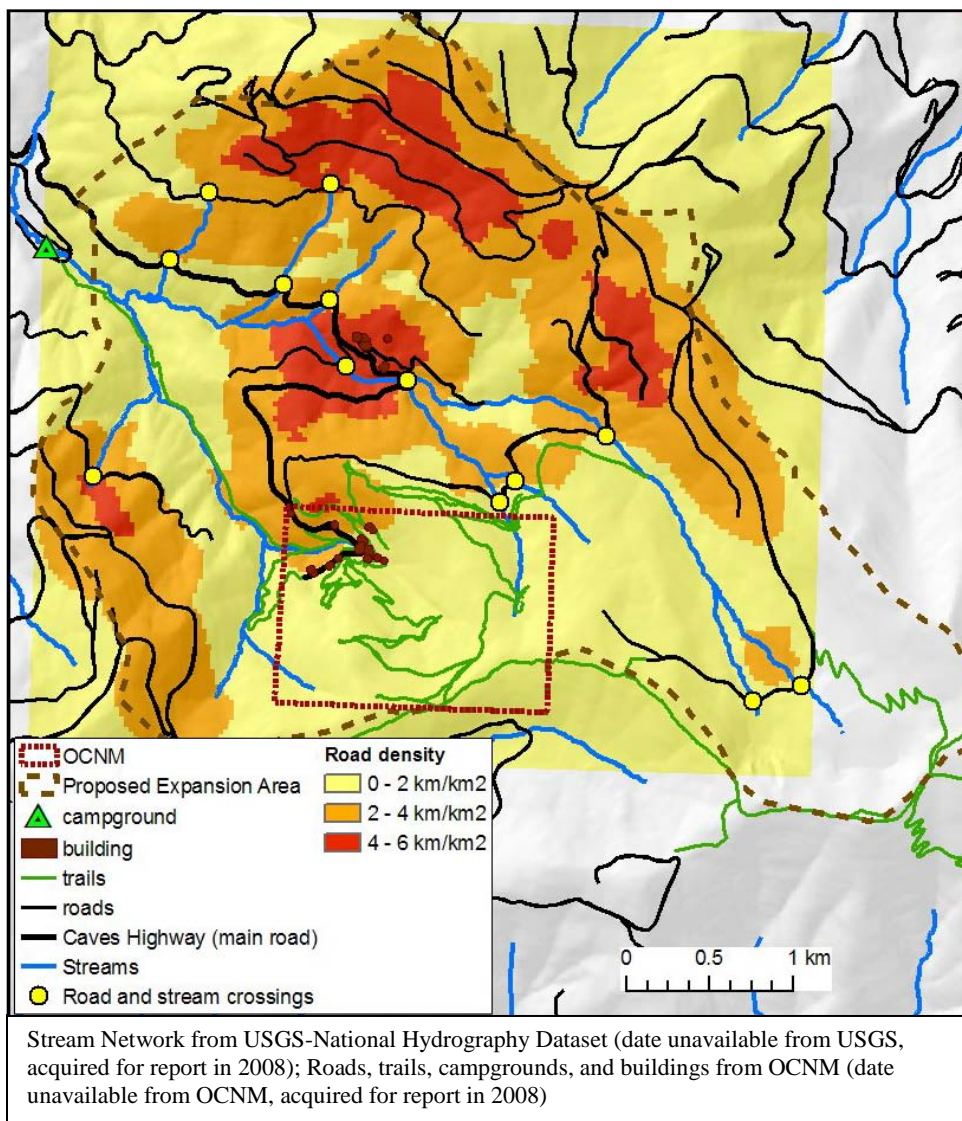 OCNM
Proposed Expansion Area
campground
building
trails
roads
Caves Highway (main road)
Streams
Road and stream crossings
Road density
0 - 2 km/km2
2 - 4 km/km2
4 - 6 km/km2
0 0.5 1 km
Stream Network from USGS-National Hydrography Dataset (date unavailable from USGS,
acquired for report in 2008); Roads, trails, campgrounds, and buildings from OCNM (date
unavailable from OCNM, acquired for report in 2008)